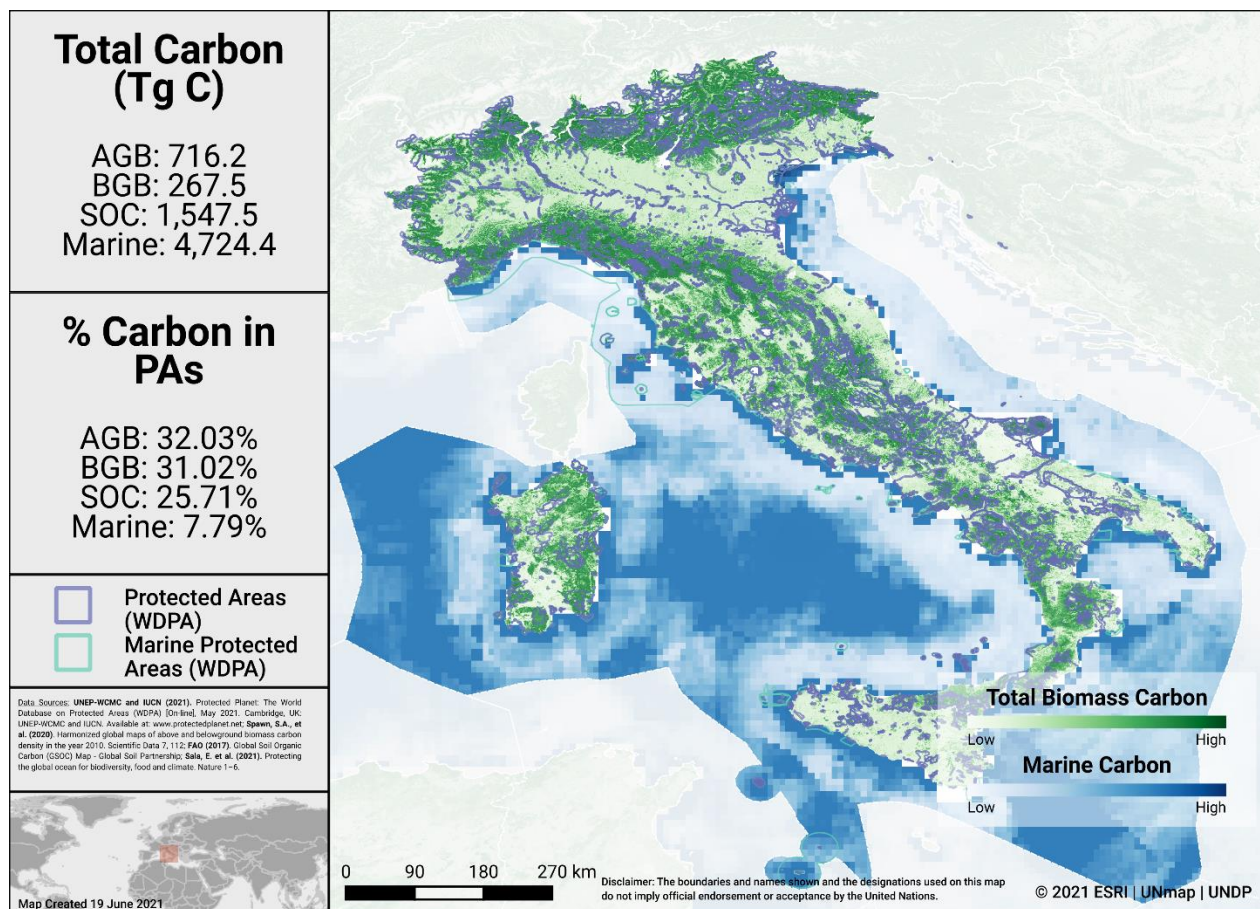 Total Carbon
(Tg C)
AGB: 716.2
BGB: 267.5
SOC: 1,547.5
Marine: 4,724.4
% Carbon in
PAs
AGB: 32.03%
BGB: 31.02%
SOC: 25.71%
Marine: 7.79%
Protected Areas
(WDPA)
Marine Protected
Areas (WDPA)
Data Sources: UNEP-WCMC and IUCN (2021). Protected Planet: The World
Database on Protected Areas (WDPA) [On-line], May 2021. Cambridge, UK:
UNEP-WCMC and IUCN. Available at: www.protectedplanet.net; Spawn, S.A., et
al. (2020). Harmonized global maps of above and belowground biomass carbon
density in the year 2010. Scientific Data 7, 112; FAO (2017). Global Soil Organic
Carbon (GSOC) Map - Global Soil Partnership; Sala, E. et al. (2021). Protecting
the global ocean for biodiversity, food and climate. Nature 1–6.
Map Created 19 June 2021
Total Biomass Carbon
Low High
Marine Carbon
Low High
0 90 180 270 km
Disclaimer: The boundaries and names shown and the designations used on this map
do not imply official endorsement or acceptance by the United Nations.
© 2021 ESRI | UNmap | UNDP